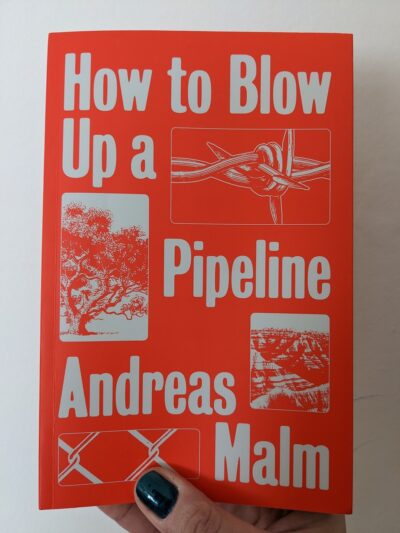 How to Blow
Up a
Pipeline
Andreas
Malm